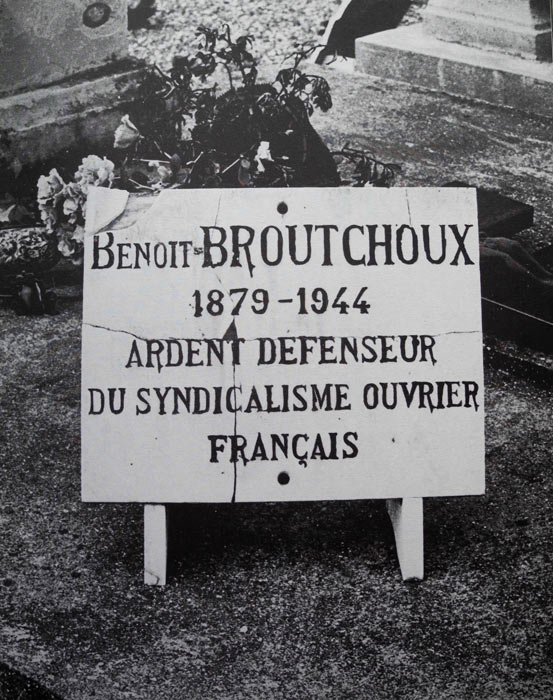 BENOIT-BROUTCHOUX
1879-1944
ARDENT DEFENSEUR
DU SYNDICALISME OUVRIER
FRANÇAIS